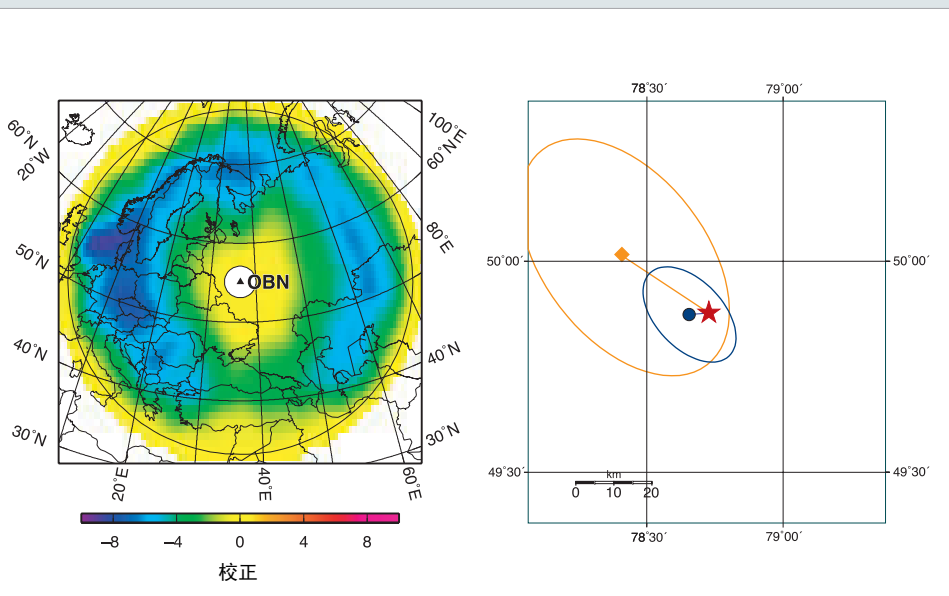 78°30′ 79°00′
60°N
20°W
50°N
40°N
30°N
100°E
60°N
80°E
40°N
30°N
OBN
20°E 40°E 60°E
−8 −4 0 4 8
校正
50°00′ 50°00′
49°30′ 49°30′
km
0 10 20
78°30′ 79°00′